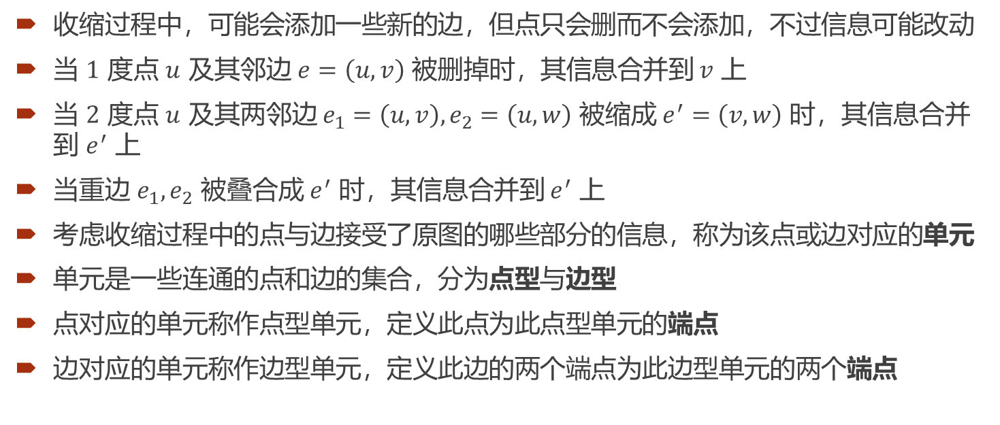 收缩过程中，可能会添加一些新的边，但点只会删而不会添加，不过信息可能改动
当 1 度点 u 及其邻边 e = (u, v) 被删掉时，其信息合并到 v 上
当 2 度点 u 及其两邻边 e₁ = (u, v), e₂ = (u, w) 被缩成 e′ = (v, w) 时，其信息合并
到 e′ 上
当重边 e₁, e₂ 被叠合成 e′ 时，其信息合并到 e′ 上
考虑收缩过程中的点与边接受了原图的哪些部分的信息，称为该点或边对应的单元
单元是一些连通的点和边的集合，分为点型与边型
点对应的单元称作点型单元，定义此点为此点型单元的端点
边对应的单元称作边型单元，定义此边的两个端点为此边型单元的两个端点